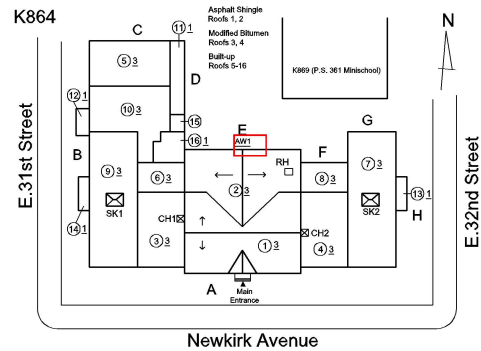 K864
Asphalt Shingle
Roofs 1, 2
Modified Bitumen
Roofs 3, 4
Built-up
Roofs 5-16
N
K869 (P.S. 361 Minischool)
C
11 1
5 3
D
12 1
10 3
15
16 1
E
AW1
G
B
F
9 3
6 3
RH
8 3
7 3
2 3
13 1
SK1
SK2
H
14 1
CH1
CH2
3 3
1 3
4 3
A
Main
Entrance
E.31st Street
E.32nd Street
Newkirk Avenue